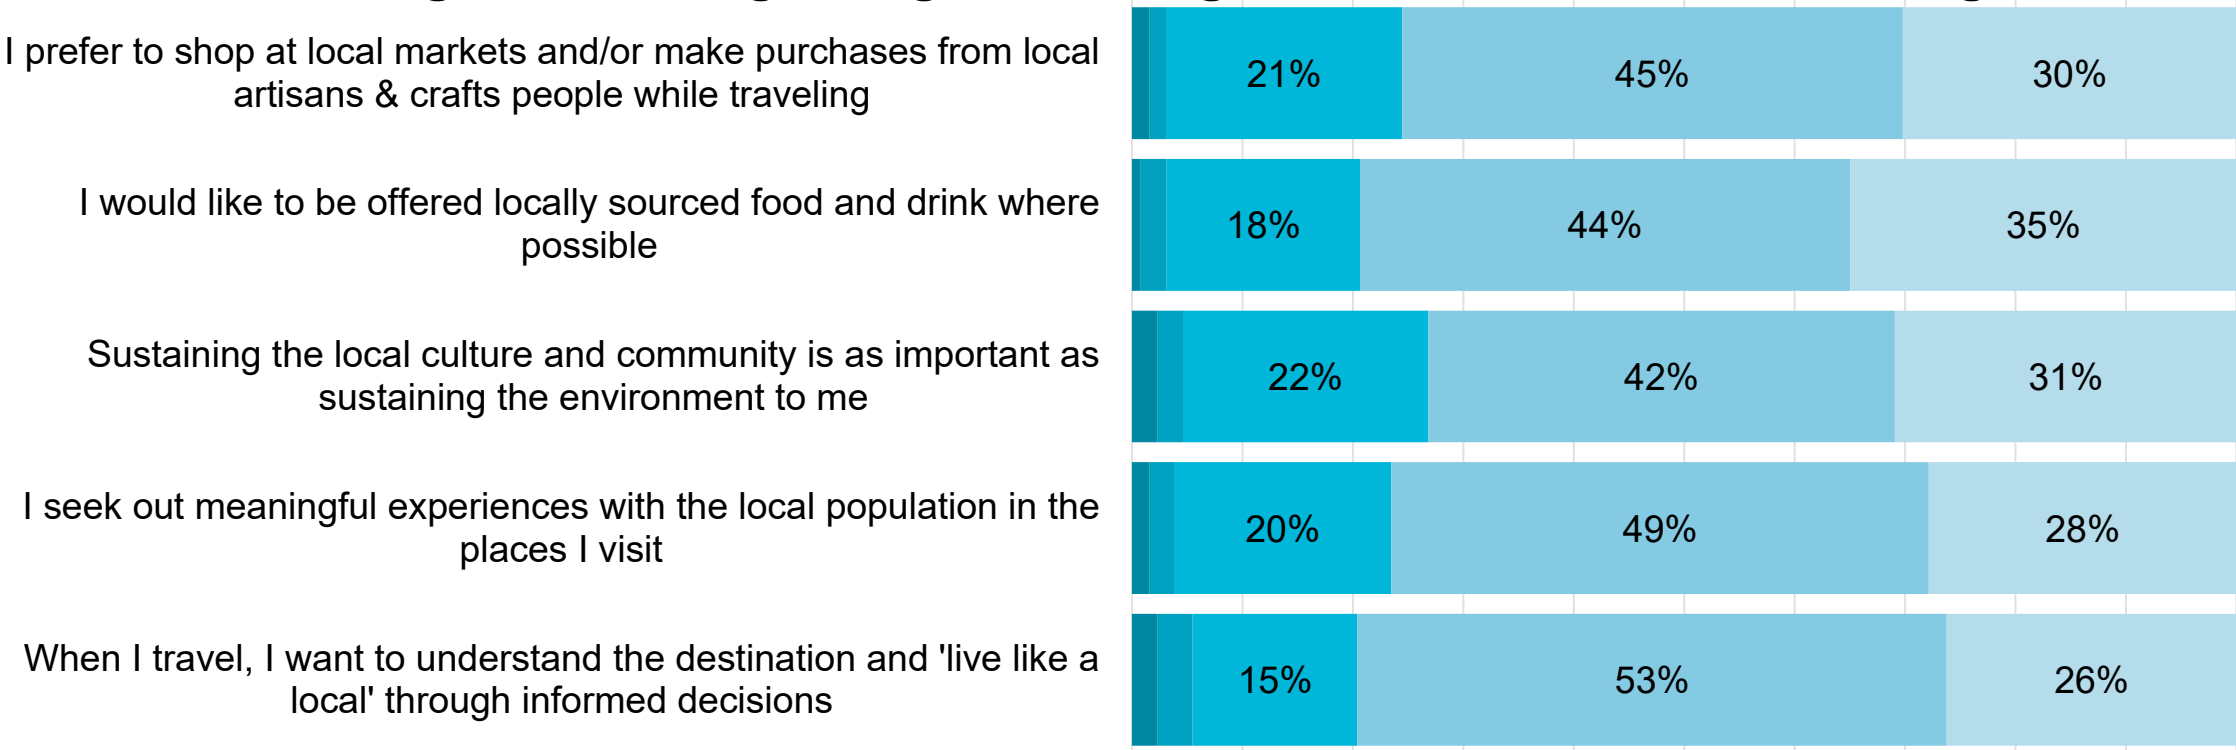 I prefer to shop at local markets and/or make purchases from local
artisans & crafts people while traveling
21% 45% 30%
I would like to be offered locally sourced food and drink where
possible
18% 44% 35%
Sustaining the local culture and community is as important as
sustaining the environment to me
22% 42% 31%
I seek out meaningful experiences with the local population in the
places I visit
20% 49% 28%
When I travel, I want to understand the destination and 'live like a
local' through informed decisions
15% 53% 26%